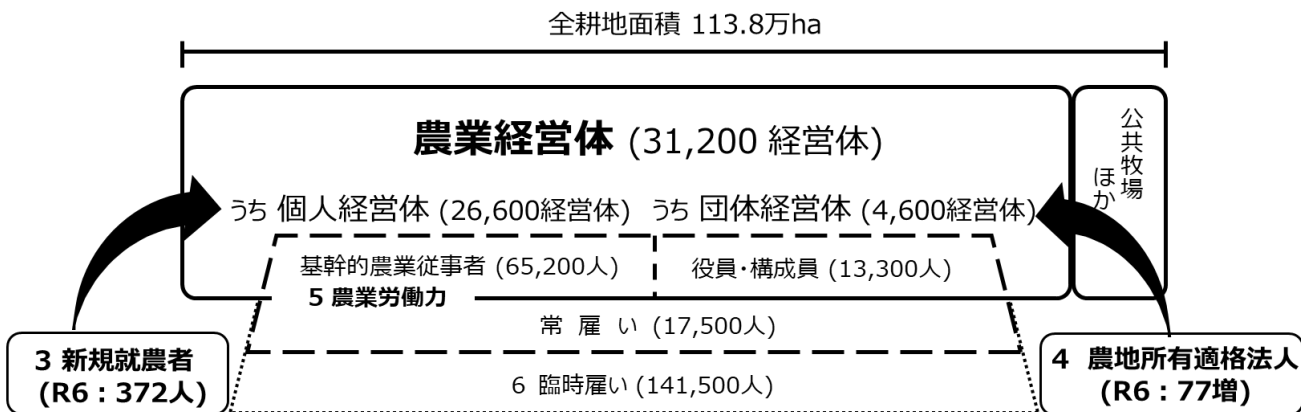 全耕地面積 113.8万ha
農業経営体 (31,200 経営体)
公共牧場
ほか
うち 個人経営体 (26,600経営体)
うち 団体経営体 (4,600経営体)
基幹的農業従事者 (65,200人)
役員・構成員 (13,300人)
5 農業労働力
常 雇 い (17,500人)
3 新規就農者
(R6：372人)
4 農地所有適格法人
(R6：77増)
6 臨時雇い (141,500人)